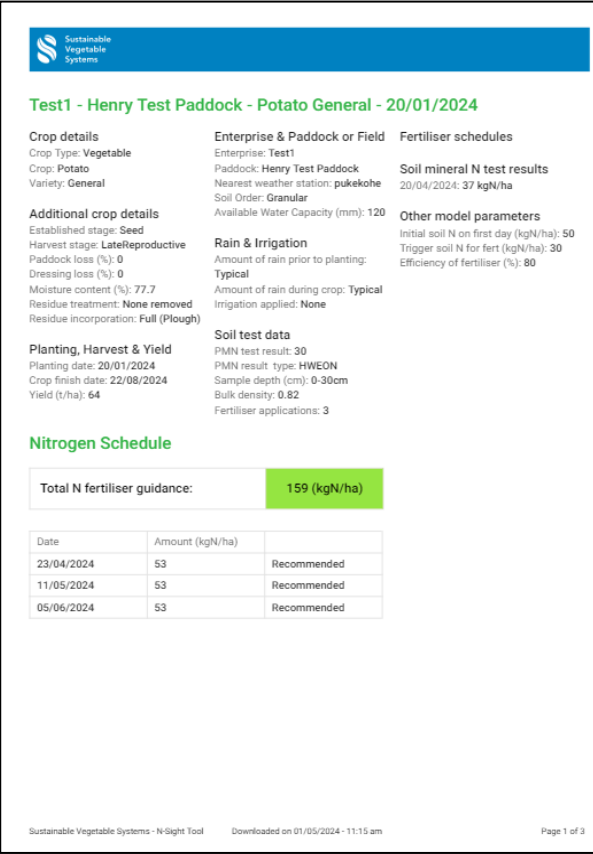 Sustainable
Vegetable
Systems
Test1 - Henry Test Paddock - Potato General - 20/01/2024
Crop details
Crop Type: Vegetable
Crop: Potato
Variety: General
Additional crop details
Established stage: Seed
Harvest stage: LateReproductive
Paddock loss (%): 0
Dressing loss (%): 0
Moisture content (%): 77.7
Residue treatment: None removed
Residue incorporation: Full (Plough)
Planting, Harvest & Yield
Planting date: 20/01/2024
Crop finish date: 22/08/2024
Yield (t/ha): 64
Enterprise & Paddock or Field
Enterprise: Test1
Paddock: Henry Test Paddock
Nearest weather station: pukekohe
Soil Order: Granular
Available Water Capacity (mm): 120
Rain & Irrigation
Amount of rain prior to planting:
Typical
Amount of rain during crop: Typical
Irrigation applied: None
Soil test data
PMN test result: 30
PMN result type: HWEON
Sample depth (cm): 0-30cm
Bulk density: 0.82
Fertiliser applications: 3
Fertiliser schedules
Soil mineral N test results
20/04/2024: 37 kgN/ha
Other model parameters
Initial soil N on first day (kgN/ha): 50
Trigger soil N for fert (kgN/ha): 30
Efficiency of fertiliser (%): 80
Nitrogen Schedule
Total N fertiliser guidance: 159 (kgN/ha)
Date Amount (kgN/ha)
23/04/2024 53 Recommended
11/05/2024 53 Recommended
05/06/2024 53 Recommended
Sustainable Vegetable Systems - N-Sight Tool Downloaded on 01/05/2024 - 11:15 am Page 1 of 3